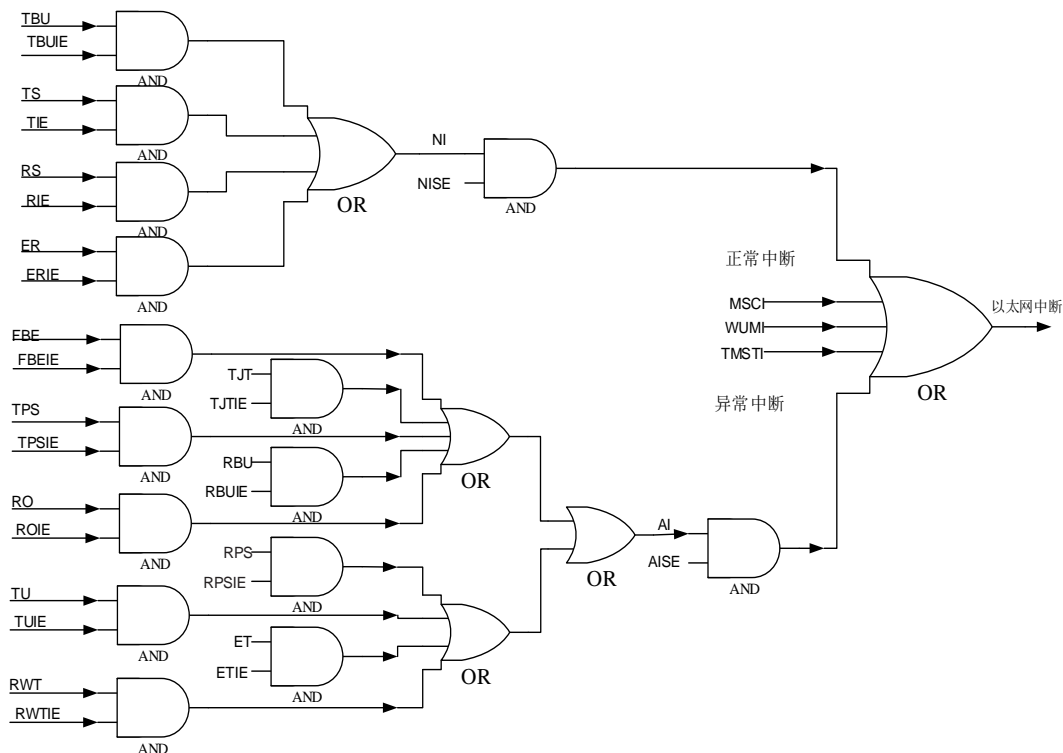 TBU
TBUIE
AND
TS
TIE
AND
RS
RIE
AND
ER
ERIE
AND
OR
NI
NISE
AND
正常中断
MSCI
WUMI
TMSTI
异常中断
OR
以太网中断
FBE
FBEIE
AND
TJT
TJTIE
AND
TPS
TPSIE
AND
RBU
RBUIE
AND
OR
RO
ROIE
AND
RPS
RPSIE
AND
TU
TUIE
AND
ET
ETIE
AND
OR
RWT
RWTIE
AND
OR
AI
AISE
AND